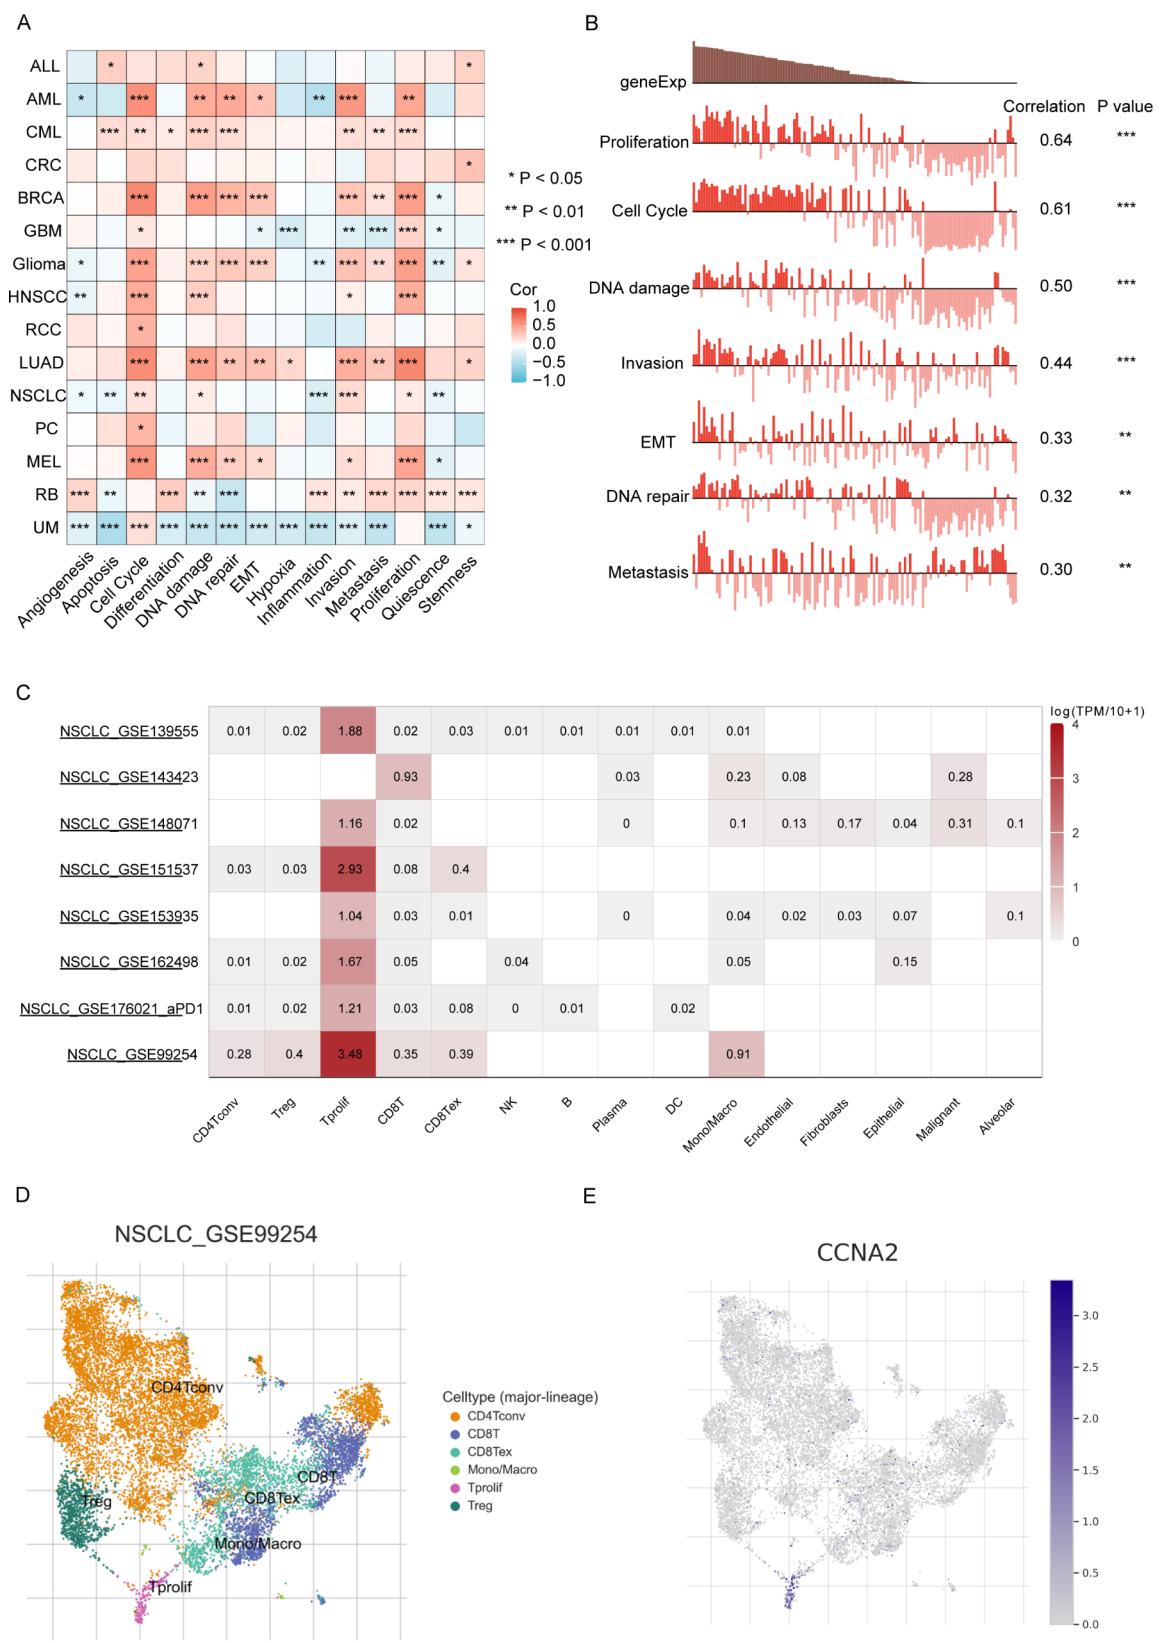 A
ALL * * *
AML * *** ** ** * ** *** **
CML *** ** * *** *** ** ** ***
CRC *
BRCA *** *** *** *** *** ** *** *
GBM * * *** ** *** *** *
Glioma * *** *** *** *** ** *** ** *** ** *
HNSCC ** *** *** * ***
RCC *
LUAD *** *** ** ** * *** ** *** *
NSCLC * ** ** * *** *** * **
PC *
MEL *** *** ** * * *** *
RB *** ** *** ** *** *** ** *** *** *** ***
UM *** *** *** *** *** *** *** *** *** *** *** *** *
Angiogenesis
Apoptosis
Cell Cycle
Differentiation
DNA damage
DNA repair
EMT
Hypoxia
Inflammation
Invasion
Metastasis
Proliferation
Quiescence
Stemness
* P < 0.05
** P < 0.01
*** P < 0.001
Cor
1.0
0.5
0.0
−0.5
−1.0
B
geneExp
Correlation P value
Proliferation 0.64 ***
Cell Cycle 0.61 ***
DNA damage 0.50 ***
Invasion 0.44 ***
EMT 0.33 **
DNA repair 0.32 **
Metastasis 0.30 **
C
log(TPM/10+1)
4
3
2
1
0
NSCLC_GSE139555 0.01 0.02 1.88 0.02 0.03 0.01 0.01 0.01 0.01 0.01
NSCLC_GSE143423 0.93 0.03 0.23 0.08 0.28
NSCLC_GSE148071 1.16 0.02 0 0.1 0.13 0.17 0.04 0.31 0.1
NSCLC_GSE151537 0.03 0.03 2.93 0.08 0.4
NSCLC_GSE153935 1.04 0.03 0.01 0 0.04 0.02 0.03 0.07 0.1
NSCLC_GSE162498 0.01 0.02 1.67 0.05 0.04 0.05 0.15
NSCLC_GSE176021_aPD1 0.01 0.02 1.21 0.03 0.08 0 0.01 0.02
NSCLC_GSE99254 0.28 0.4 3.48 0.35 0.39 0.91
CD4Tconv
Treg
Tprolif
CD8T
CD8Tex
NK
B
Plasma
DC
Mono/Macro
Endothelial
Fibroblasts
Epithelial
Malignant
Alveolar
D
NSCLC_GSE99254
CD4Tconv
CD8T
CD8Tex
Treg
Mono/Macro
Tprolif
Celltype (major-lineage)
CD4Tconv
CD8T
CD8Tex
Mono/Macro
Tprolif
Treg
E
CCNA2
3.0
2.5
2.0
1.5
1.0
0.5
0.0